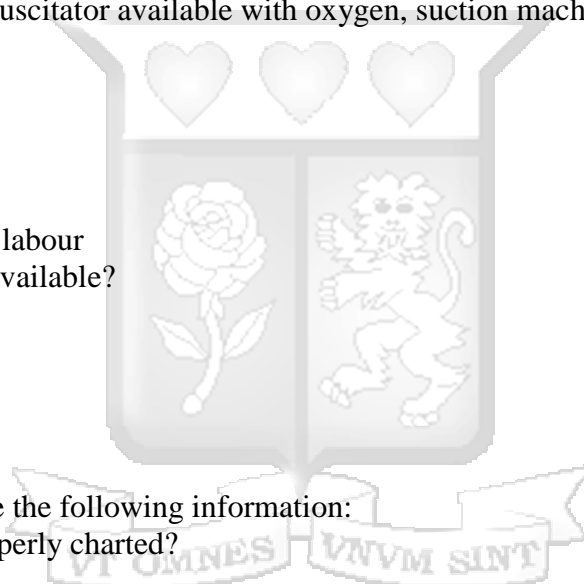 uscitator available with oxygen, suction mach
labour
vailable?
e the following information:
perly charted?
VT OMNES VNVM SINT